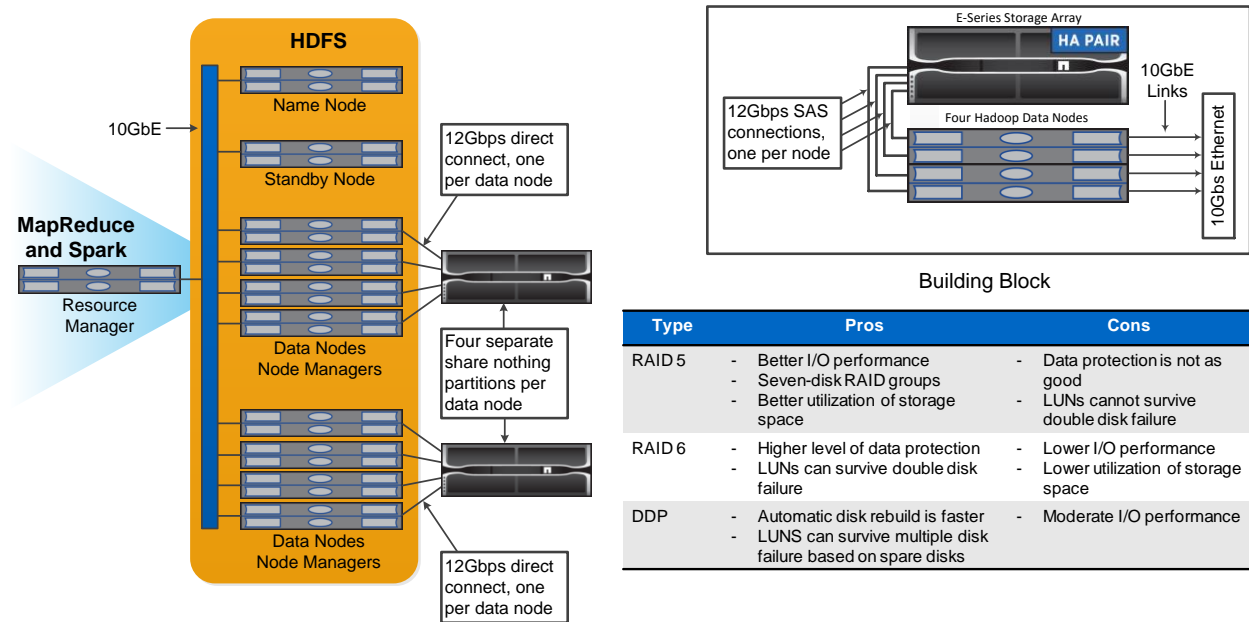 HDFS
Name Node
10GbE
Standby Node
MapReduce
and Spark
Resource
Manager
Data Nodes
Node Managers
Data Nodes
Node Managers
12Gbps direct
connect, one
per data node
Four separate
share nothing
partitions per
data node
12Gbps direct
connect, one
per data node
E-Series Storage Array
HA PAIR
12Gbps SAS
connections,
one per node
Four Hadoop Data Nodes
10GbE
Links
10Gbs Ethernet
Building Block
Type Pros Cons
RAID 5 - Better I/O performance - Data protection is not as
- Seven-disk RAID groups good
- Better utilization of storage - LUNs cannot survive
space double disk failure
RAID 6 - Higher level of data protection - Lower I/O performance
- LUNs can survive double disk - Lower utilization of storage
failure space
DDP - Automatic disk rebuild is faster - Moderate I/O performance
- LUNS can survive multiple disk
failure based on spare disks